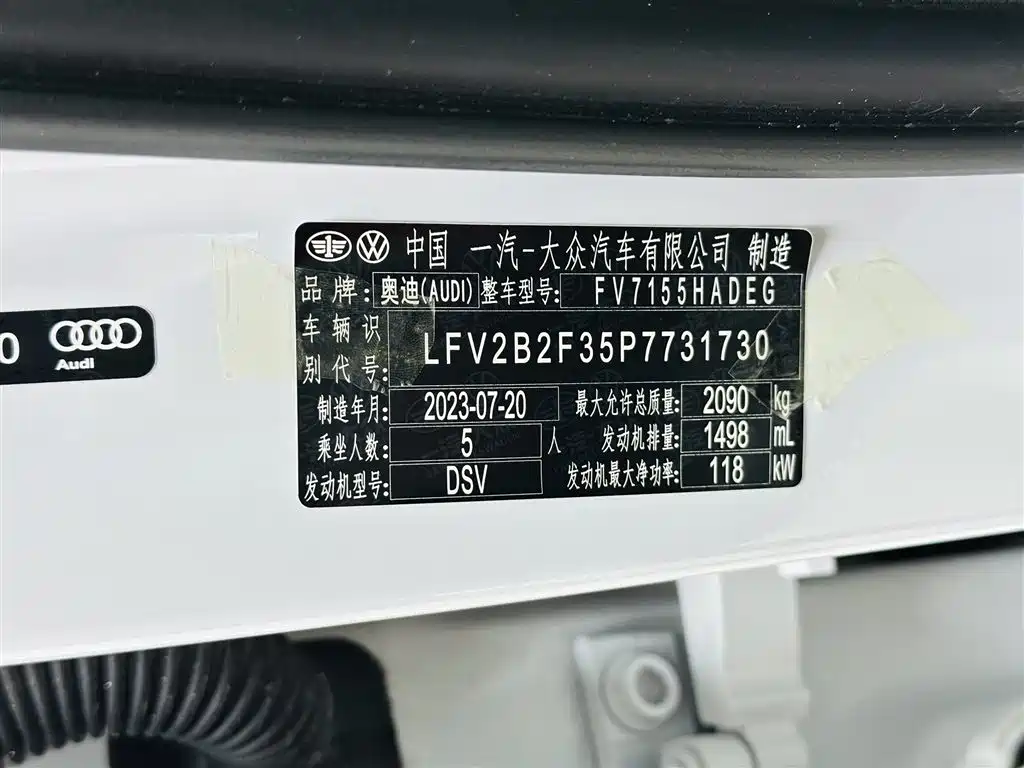 中国 一汽-大众汽车有限公司 制造
品牌: 奥迪(AUDI) 整车型号: FV7155HADEG
车辆识别代号: LFV2B2F35P7731730
制造年月: 2023-07-20 最大允许总质量: 2090 kg
乘坐人数: 5 人 发动机排量: 1498 mL
发动机型号: DSV 发动机最大净功率: 118 kW
0
Audi